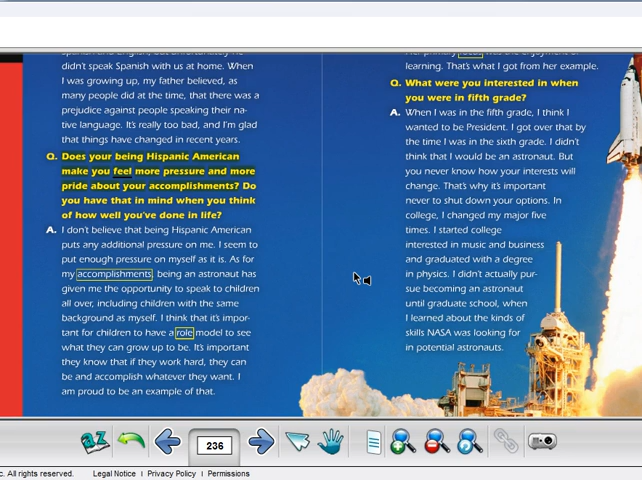 Spanish and English, but unfortunately he
didn't speak Spanish with us at home. When
I was growing up, my father believed, as
many people did at the time, that there was a
prejudice against people speaking their na-
tive language. It's really too bad, and I'm glad
that things have changed in recent years.
Q. Does your being Hispanic American
make you feel more pressure and more
pride about your accomplishments? Do
you have that in mind when you think
of how well you've done in life?
A. I don't believe that being Hispanic American
puts any additional pressure on me. I seem to
put enough pressure on myself as it is. As for
my accomplishments, being an astronaut has
given me the opportunity to speak to children
all over, including children with the same
background as myself. I think that it's impor-
tant for children to have a role model to see
what they can grow up to be. It's important
they know that if they work hard, they can
be and accomplish whatever they want. I
am proud to be an example of that.
Her primary focus was the enjoyment of
learning. That's what I got from her example.
Q. What were you interested in when
you were in fifth grade?
A. When I was in the fifth grade, I think I
wanted to be President. I got over that by
the time I was in the sixth grade. I didn't
think that I would be an astronaut. But
you never know how your interests will
change. That's why it's important
never to shut down your options. In
college, I changed my major five
times. I started college
interested in music and business
and graduated with a degree
in physics. I didn't actually pur-
sue becoming an astronaut
until graduate school, when
I learned about the kinds of
skills NASA was looking for
in potential astronauts.
az
236
c. All rights reserved. Legal Notice | Privacy Policy | Permissions